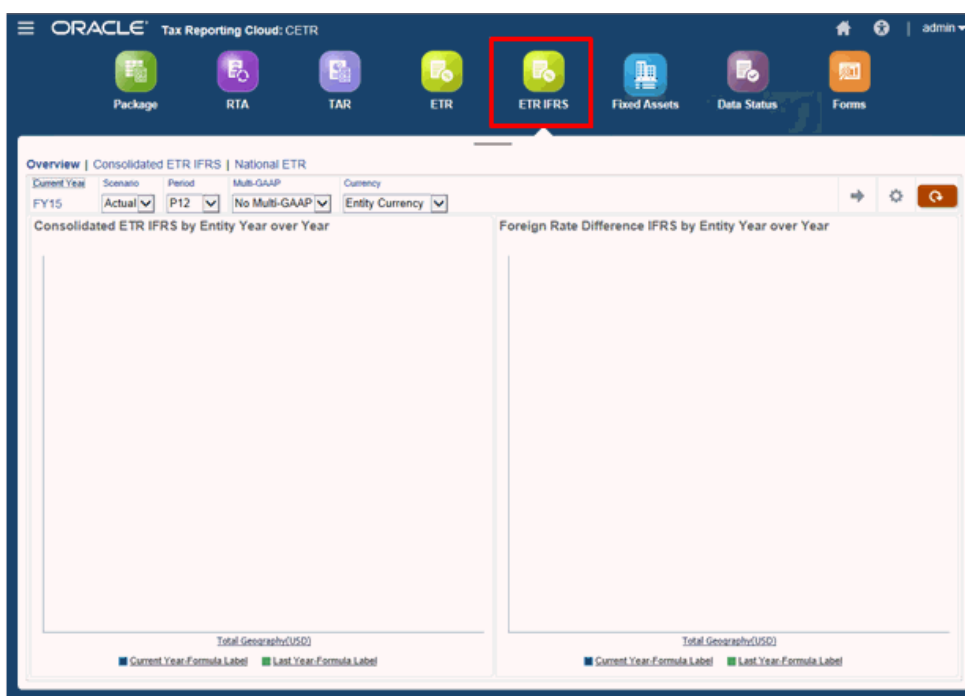 ORACLE Tax Reporting Cloud: CETR admin
Package RTA TAR ETR ETR IFRS Fixed Assets Data Status Forms
Overview | Consolidated ETR IFRS | National ETR
Current Year Scenario Period Multi-GAAP Currency
FY15 Actual P12 No Multi-GAAP Entity Currency
Consolidated ETR IFRS by Entity Year over Year Foreign Rate Difference IFRS by Entity Year over Year
Total Geography(USD) Total Geography(USD)
Current Year-Formula Label Last Year-Formula Label Current Year-Formula Label Last Year-Formula Label